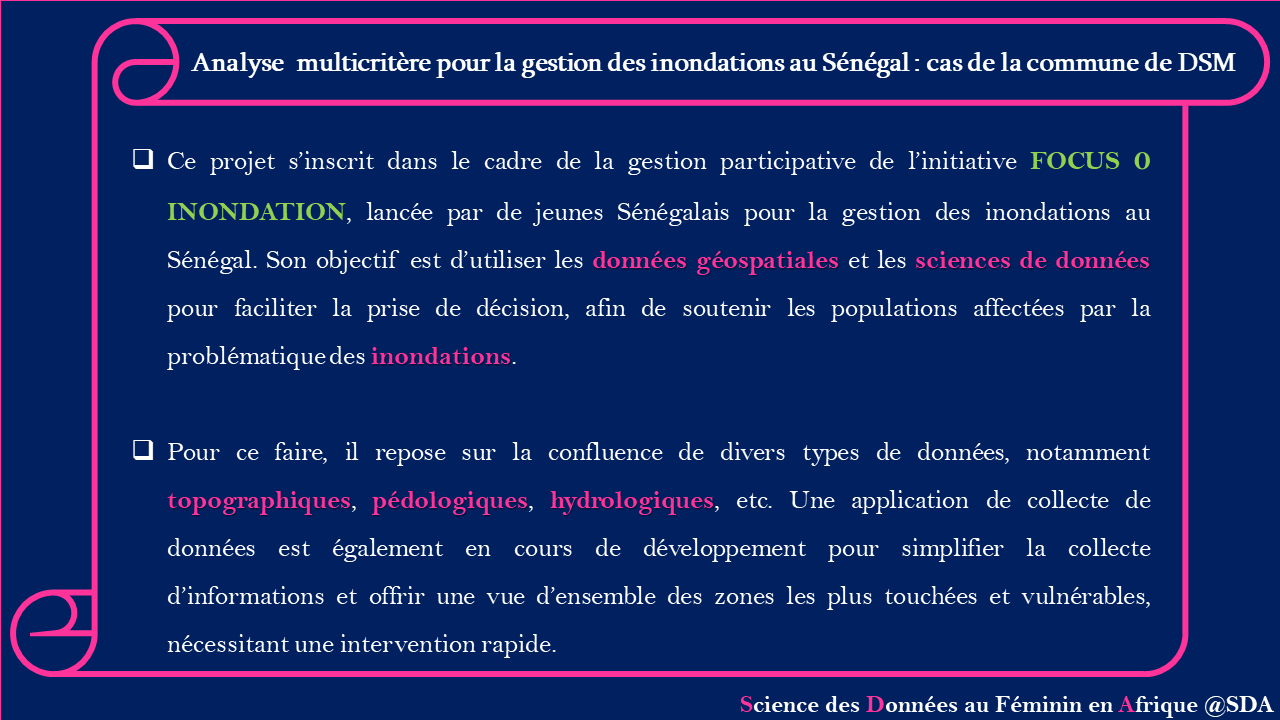 Analyse multicritère pour la gestion des inondations au Sénégal : cas de la commune de DSM
❑ Ce projet s’inscrit dans le cadre de la gestion participative de l’initiative FOCUS 0
INONDATION, lancée par de jeunes Sénégalais pour la gestion des inondations au
Sénégal. Son objectif est d’utiliser les données géospatiales et les sciences de données
pour faciliter la prise de décision, afin de soutenir les populations affectées par la
problématique des inondations.
❑ Pour ce faire, il repose sur la confluence de divers types de données, notamment
topographiques, pédologiques, hydrologiques, etc. Une application de collecte de
données est également en cours de développement pour simplifier la collecte
d’informations et offrir une vue d’ensemble des zones les plus touchées et vulnérables,
nécessitant une intervention rapide.
Science des Données au Féminin en Afrique @SDA